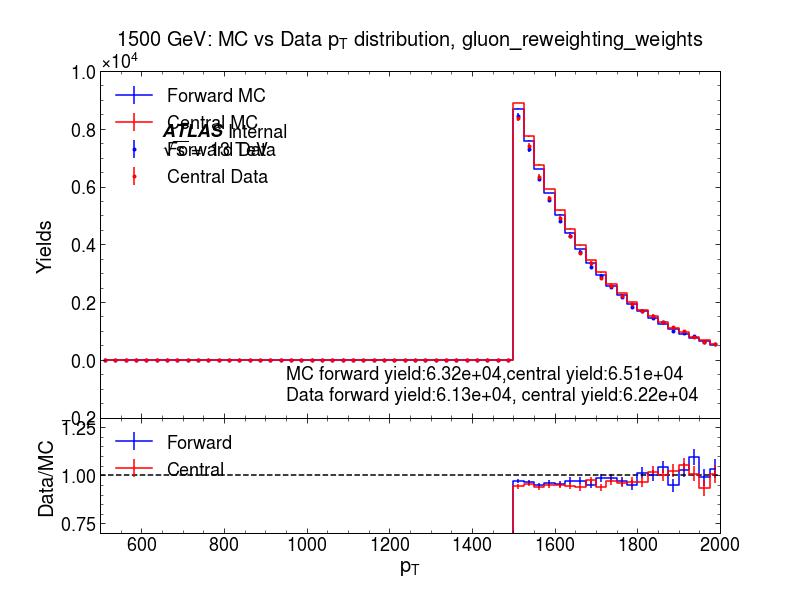 1500 GeV: MC vs Data pT distribution, gluon_reweighting_weights
×10⁴
1.0
Forward MC
Central MC
ATLAS Internal
√s = 13 TeV
Forward Data
Central Data
0.8
0.6
0.4
0.2
0.0
0.2
Yields
MC forward yield:6.32e+04,central yield:6.51e+04
Data forward yield:6.13e+04, central yield:6.22e+04
1.25
1.00
0.75
Data/MC
Forward
Central
600 800 1000 1200 1400 1600 1800 2000
pT